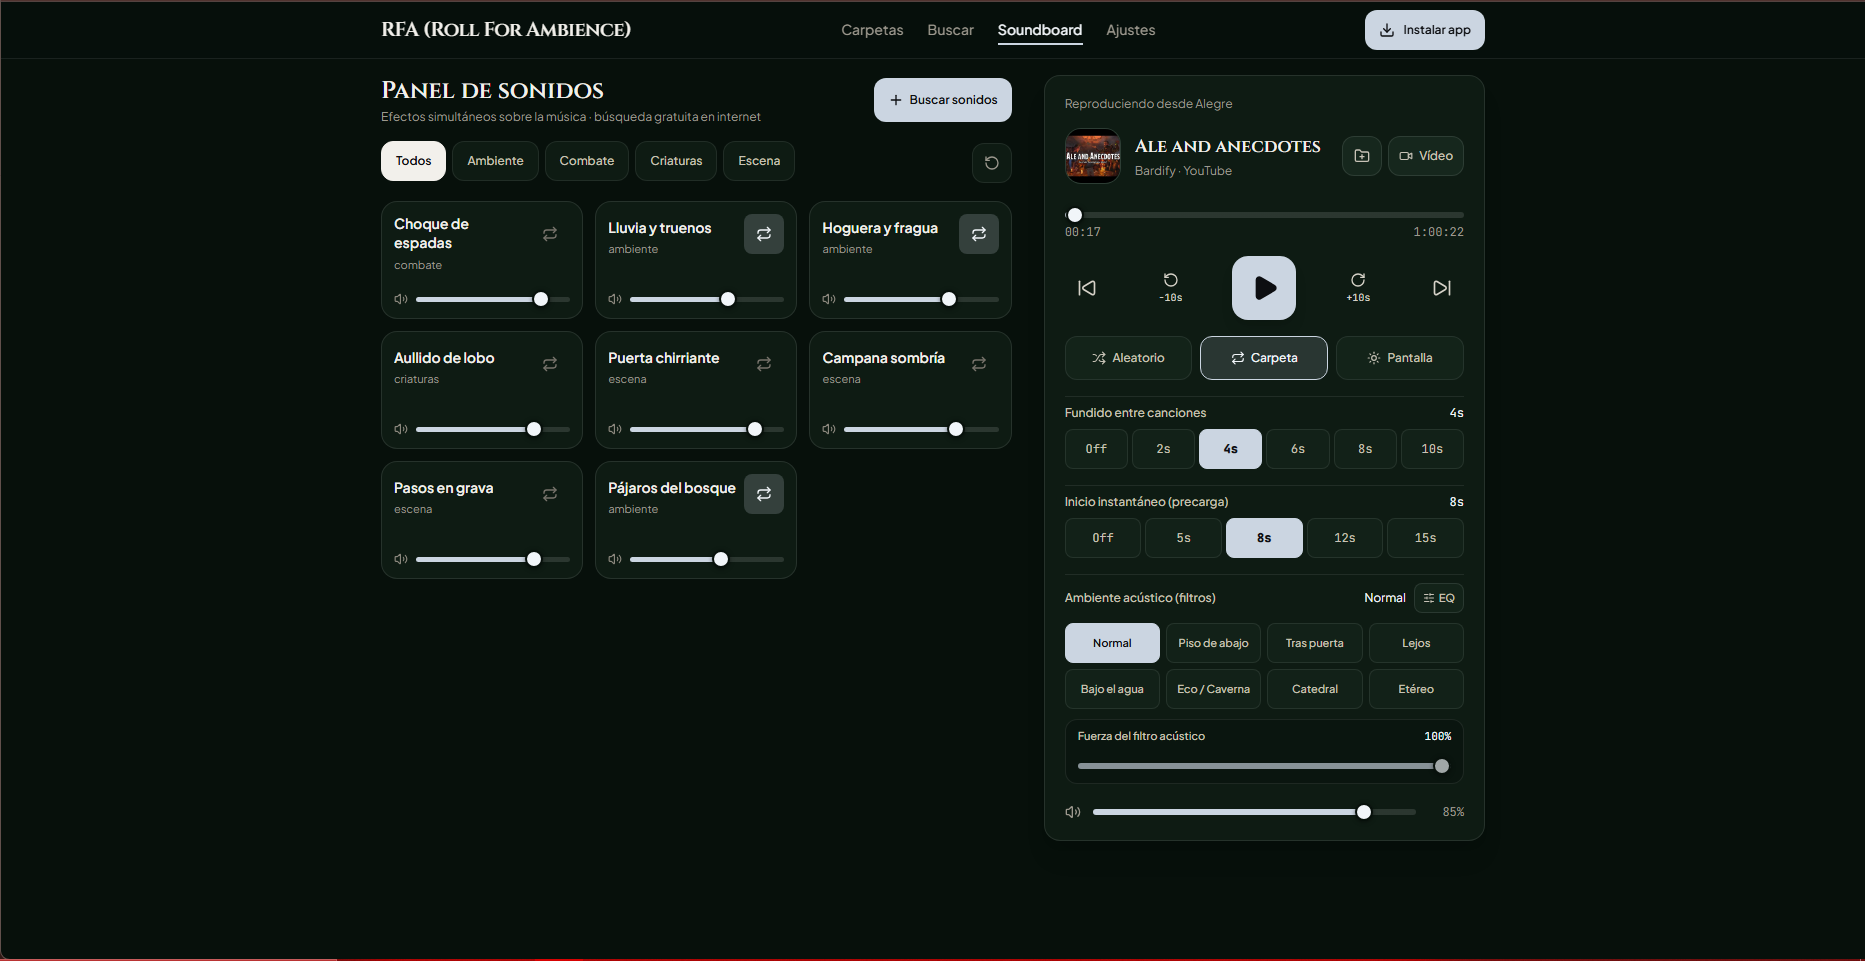 RFA (Roll For Ambience)
Carpetas
Buscar
Soundboard
Ajustes
Instalar app
Panel de sonidos
Efectos simultáneos sobre la música · búsqueda gratuita en internet
Buscar sonidos
Todos
Ambiente
Combate
Criaturas
Escena
Choque de
espadas
combate
Lluvia y truenos
ambiente
Hoguera y fragua
ambiente
Aullido de lobo
criaturas
Puerta chirriante
escena
Campana sombría
escena
Pasos en grava
escena
Pájaros del bosque
ambiente
Reproduciendo desde Alegre
Ale and Anecdotes
Ale and anecdotes
Bardify · YouTube
Vídeo
00:17
1:00:22
-10s
+10s
Aleatorio
Carpeta
Pantalla
Fundido entre canciones
4s
Off
2s
4s
6s
8s
10s
Inicio instantáneo (precarga)
8s
Off
5s
8s
12s
15s
Ambiente acústico (filtros)
Normal
EQ
Normal
Piso de abajo
Tras puerta
Lejos
Bajo el agua
Eco / Caverna
Catedral
Etéreo
Fuerza del filtro acústico
100%
85%